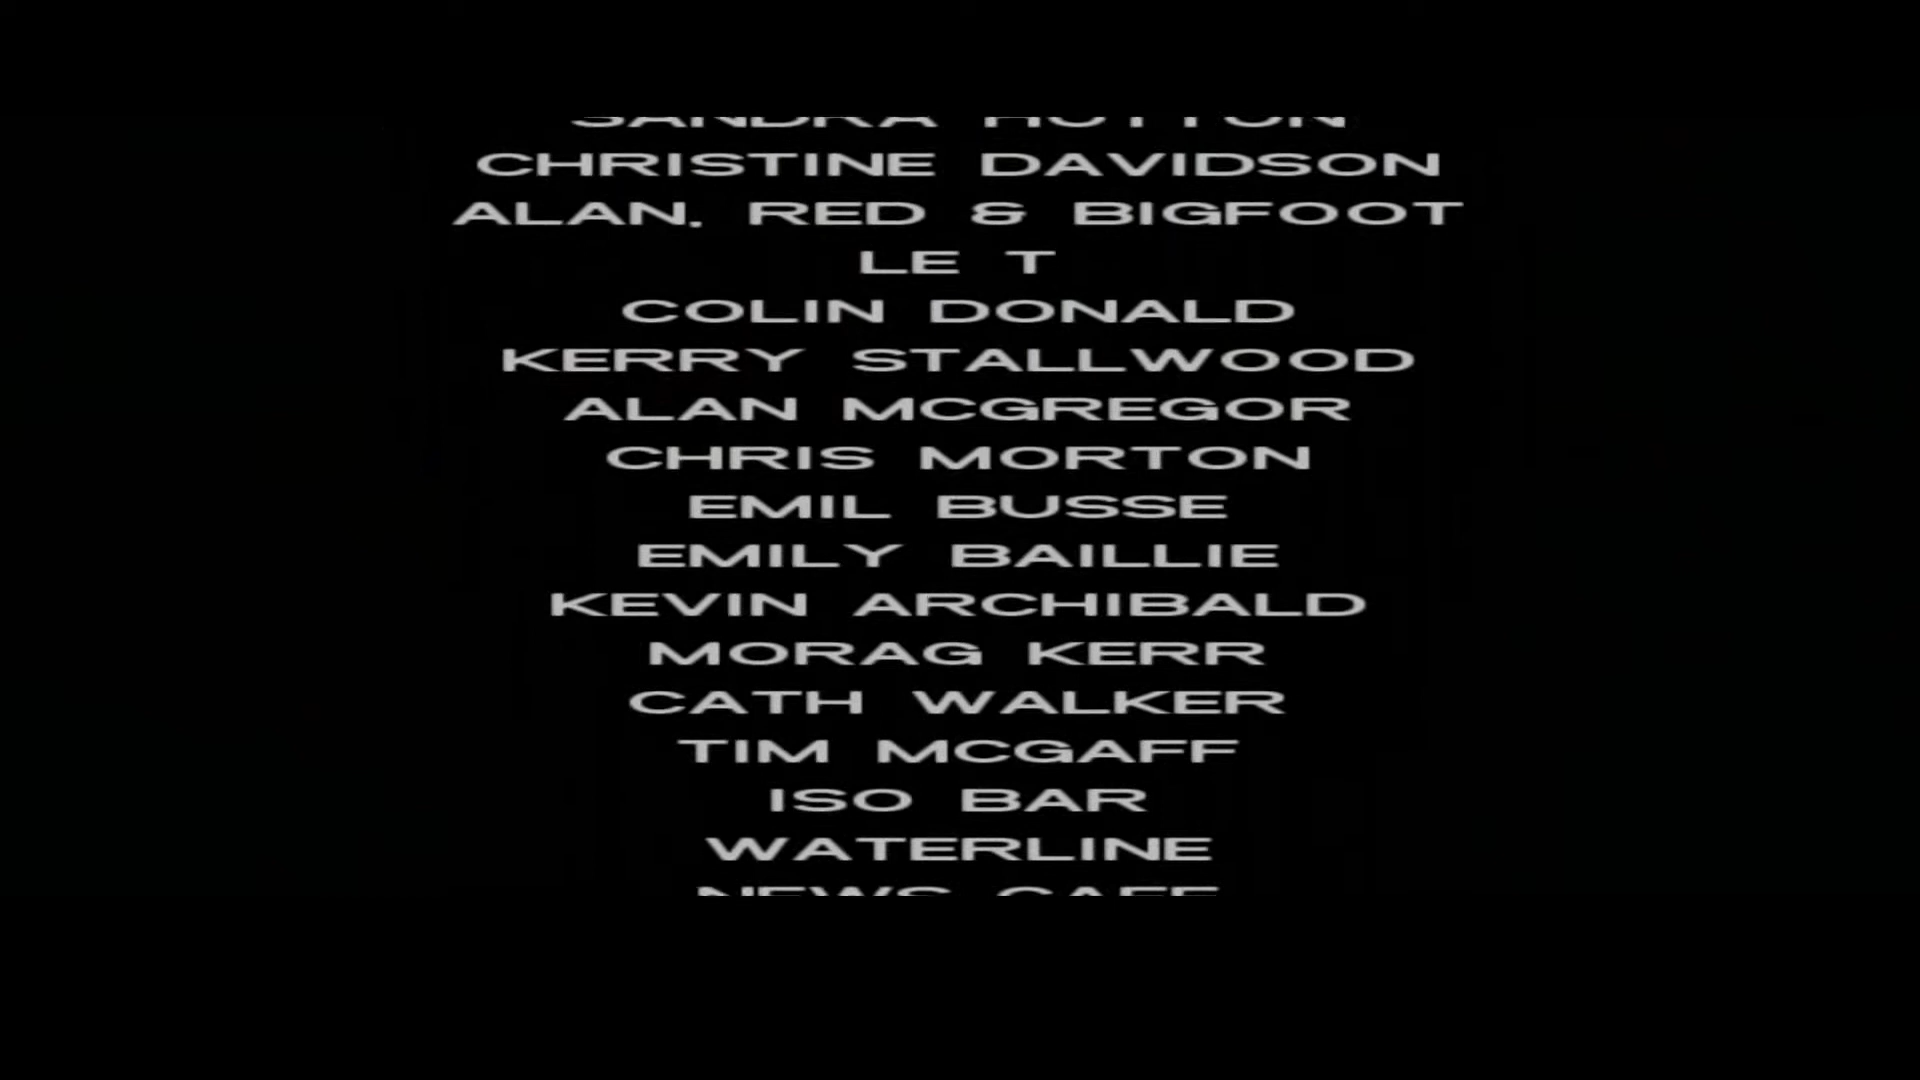 SANDRA HUTTON
CHRISTINE DAVIDSON
ALAN, RED & BIGFOOT
LE T
COLIN DONALD
KERRY STALLWOOD
ALAN MCGREGOR
CHRIS MORTON
EMIL BUSSE
EMILY BAILLIE
KEVIN ARCHIBALD
MORAG KERR
CATH WALKER
TIM MCGAFF
ISO BAR
WATERLINE
NEWS CAFE